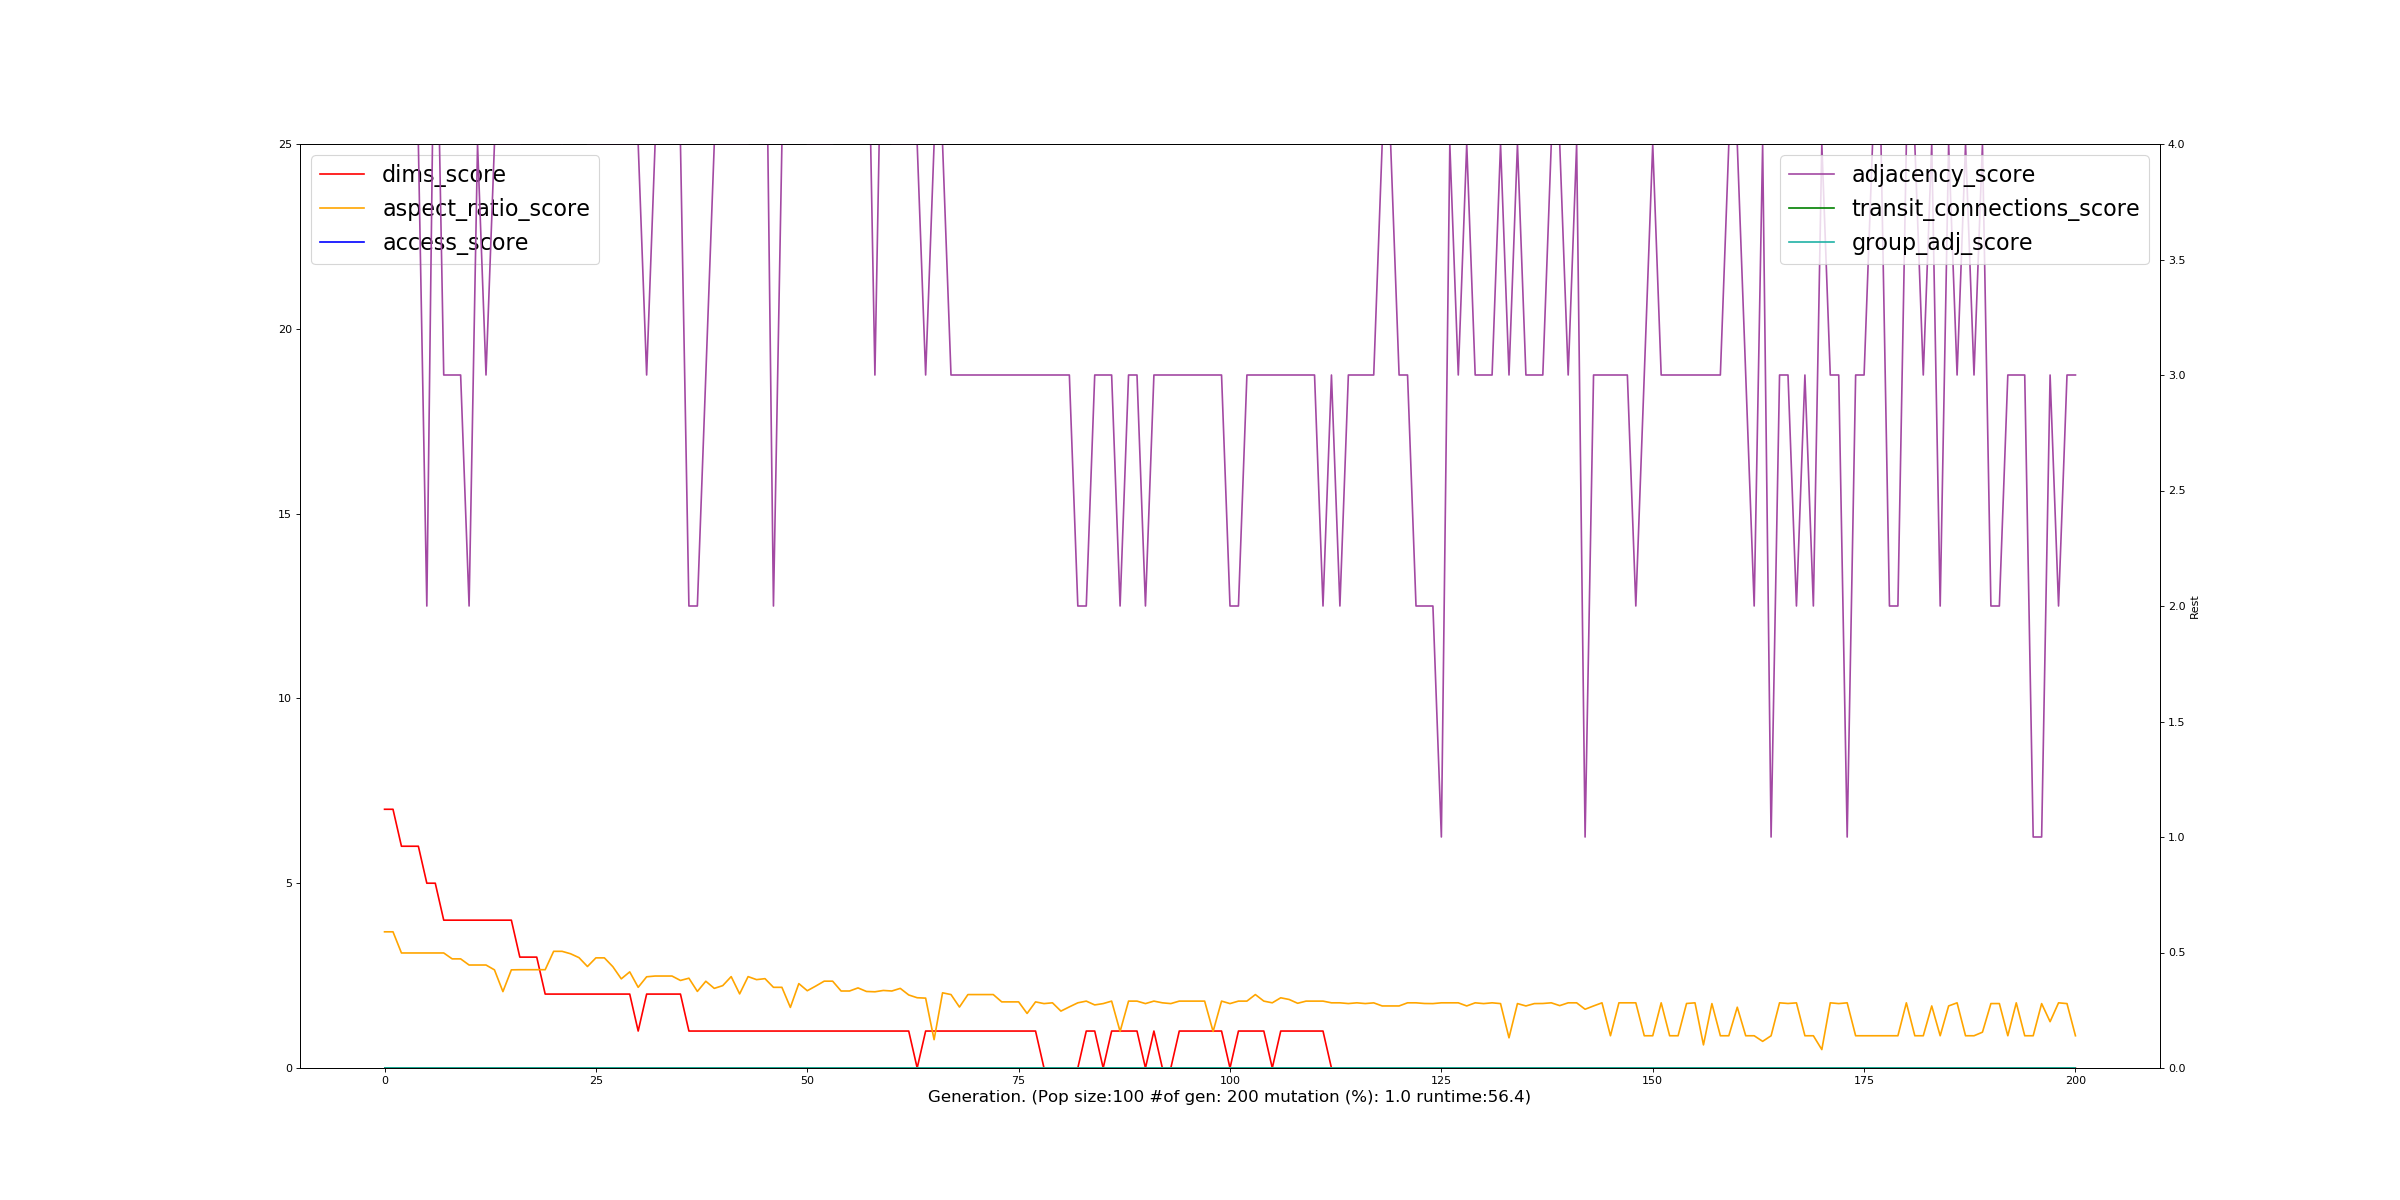 25
20
15
10
5
0
dims_score
aspect_ratio_score
access_score
adjacency_score
transit_connections_score
group_adj_score
4.0
3.5
3.0
2.5
2.0
1.5
1.0
0.5
0.0
Rest
0 25 50 75 100 125 150 175 200
Generation. (Pop size:100 #of gen: 200 mutation (%): 1.0 runtime:56.4)